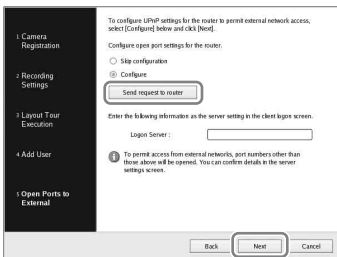 To configure UPnP settings for the router to permit external network access,
select [Configure] below and click [Next].
1 Camera
Registration
Configure open port settings for the router.
Skip configuration
Configure
2 Recording
Settings
Send request to router
3 Layout Tour
Execution
Enter the following information as the server setting in the client logon screen.
Logon Server :
4 Add User
To permit access from external networks, port numbers other than
those above will be opened. You can confirm details in the server
settings screen.
5 Open Ports to
External
Back
Next
Cancel